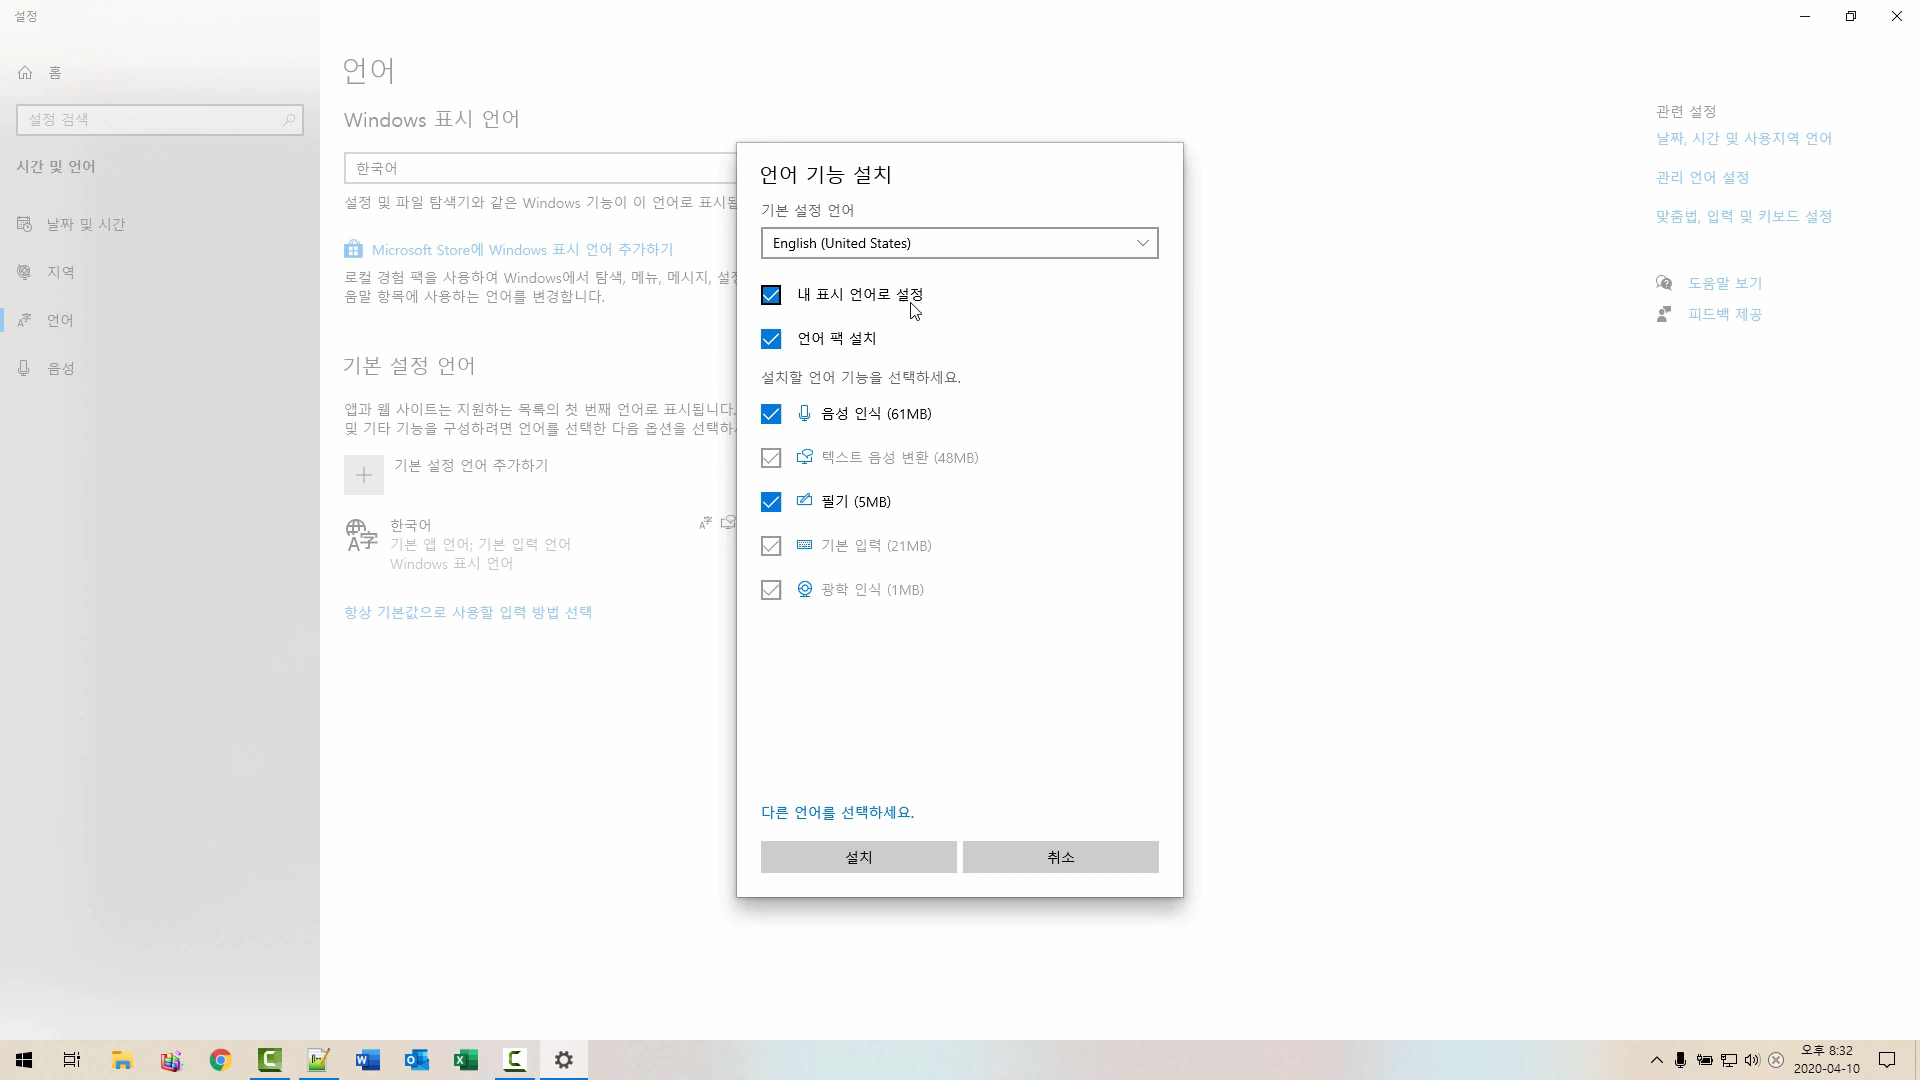 설정
홈
설정 검색
시간 및 언어
날짜 및 시간
지역
언어
음성
언어
Windows 표시 언어
한국어
설정 및 파일 탐색기와 같은 Windows 기능이 이 언어로 표시됩
Microsoft Store에 Windows 표시 언어 추가하기
로컬 경험 팩을 사용하여 Windows에서 탐색, 메뉴, 메시지, 설정
움말 항목에 사용하는 언어를 변경합니다.
기본 설정 언어
앱과 웹 사이트는 지원하는 목록의 첫 번째 언어로 표시됩니다.
및 기타 기능을 구성하려면 언어를 선택한 다음 옵션을 선택하
기본 설정 언어 추가하기
한국어
기본 앱 언어; 기본 입력 언어
Windows 표시 언어
항상 기본값으로 사용할 입력 방법 선택
언어 기능 설치
기본 설정 언어
English (United States)
내 표시 언어로 설정
언어 팩 설치
설치할 언어 기능을 선택하세요.
음성 인식 (61MB)
텍스트 음성 변환 (48MB)
필기 (5MB)
기본 입력 (21MB)
광학 인식 (1MB)
다른 언어를 선택하세요.
설치
취소
관련 설정
날짜, 시간 및 사용지역 언어
관리 언어 설정
맞춤법, 입력 및 키보드 설정
도움말 보기
피드백 제공
오후 8:32
2020-04-10